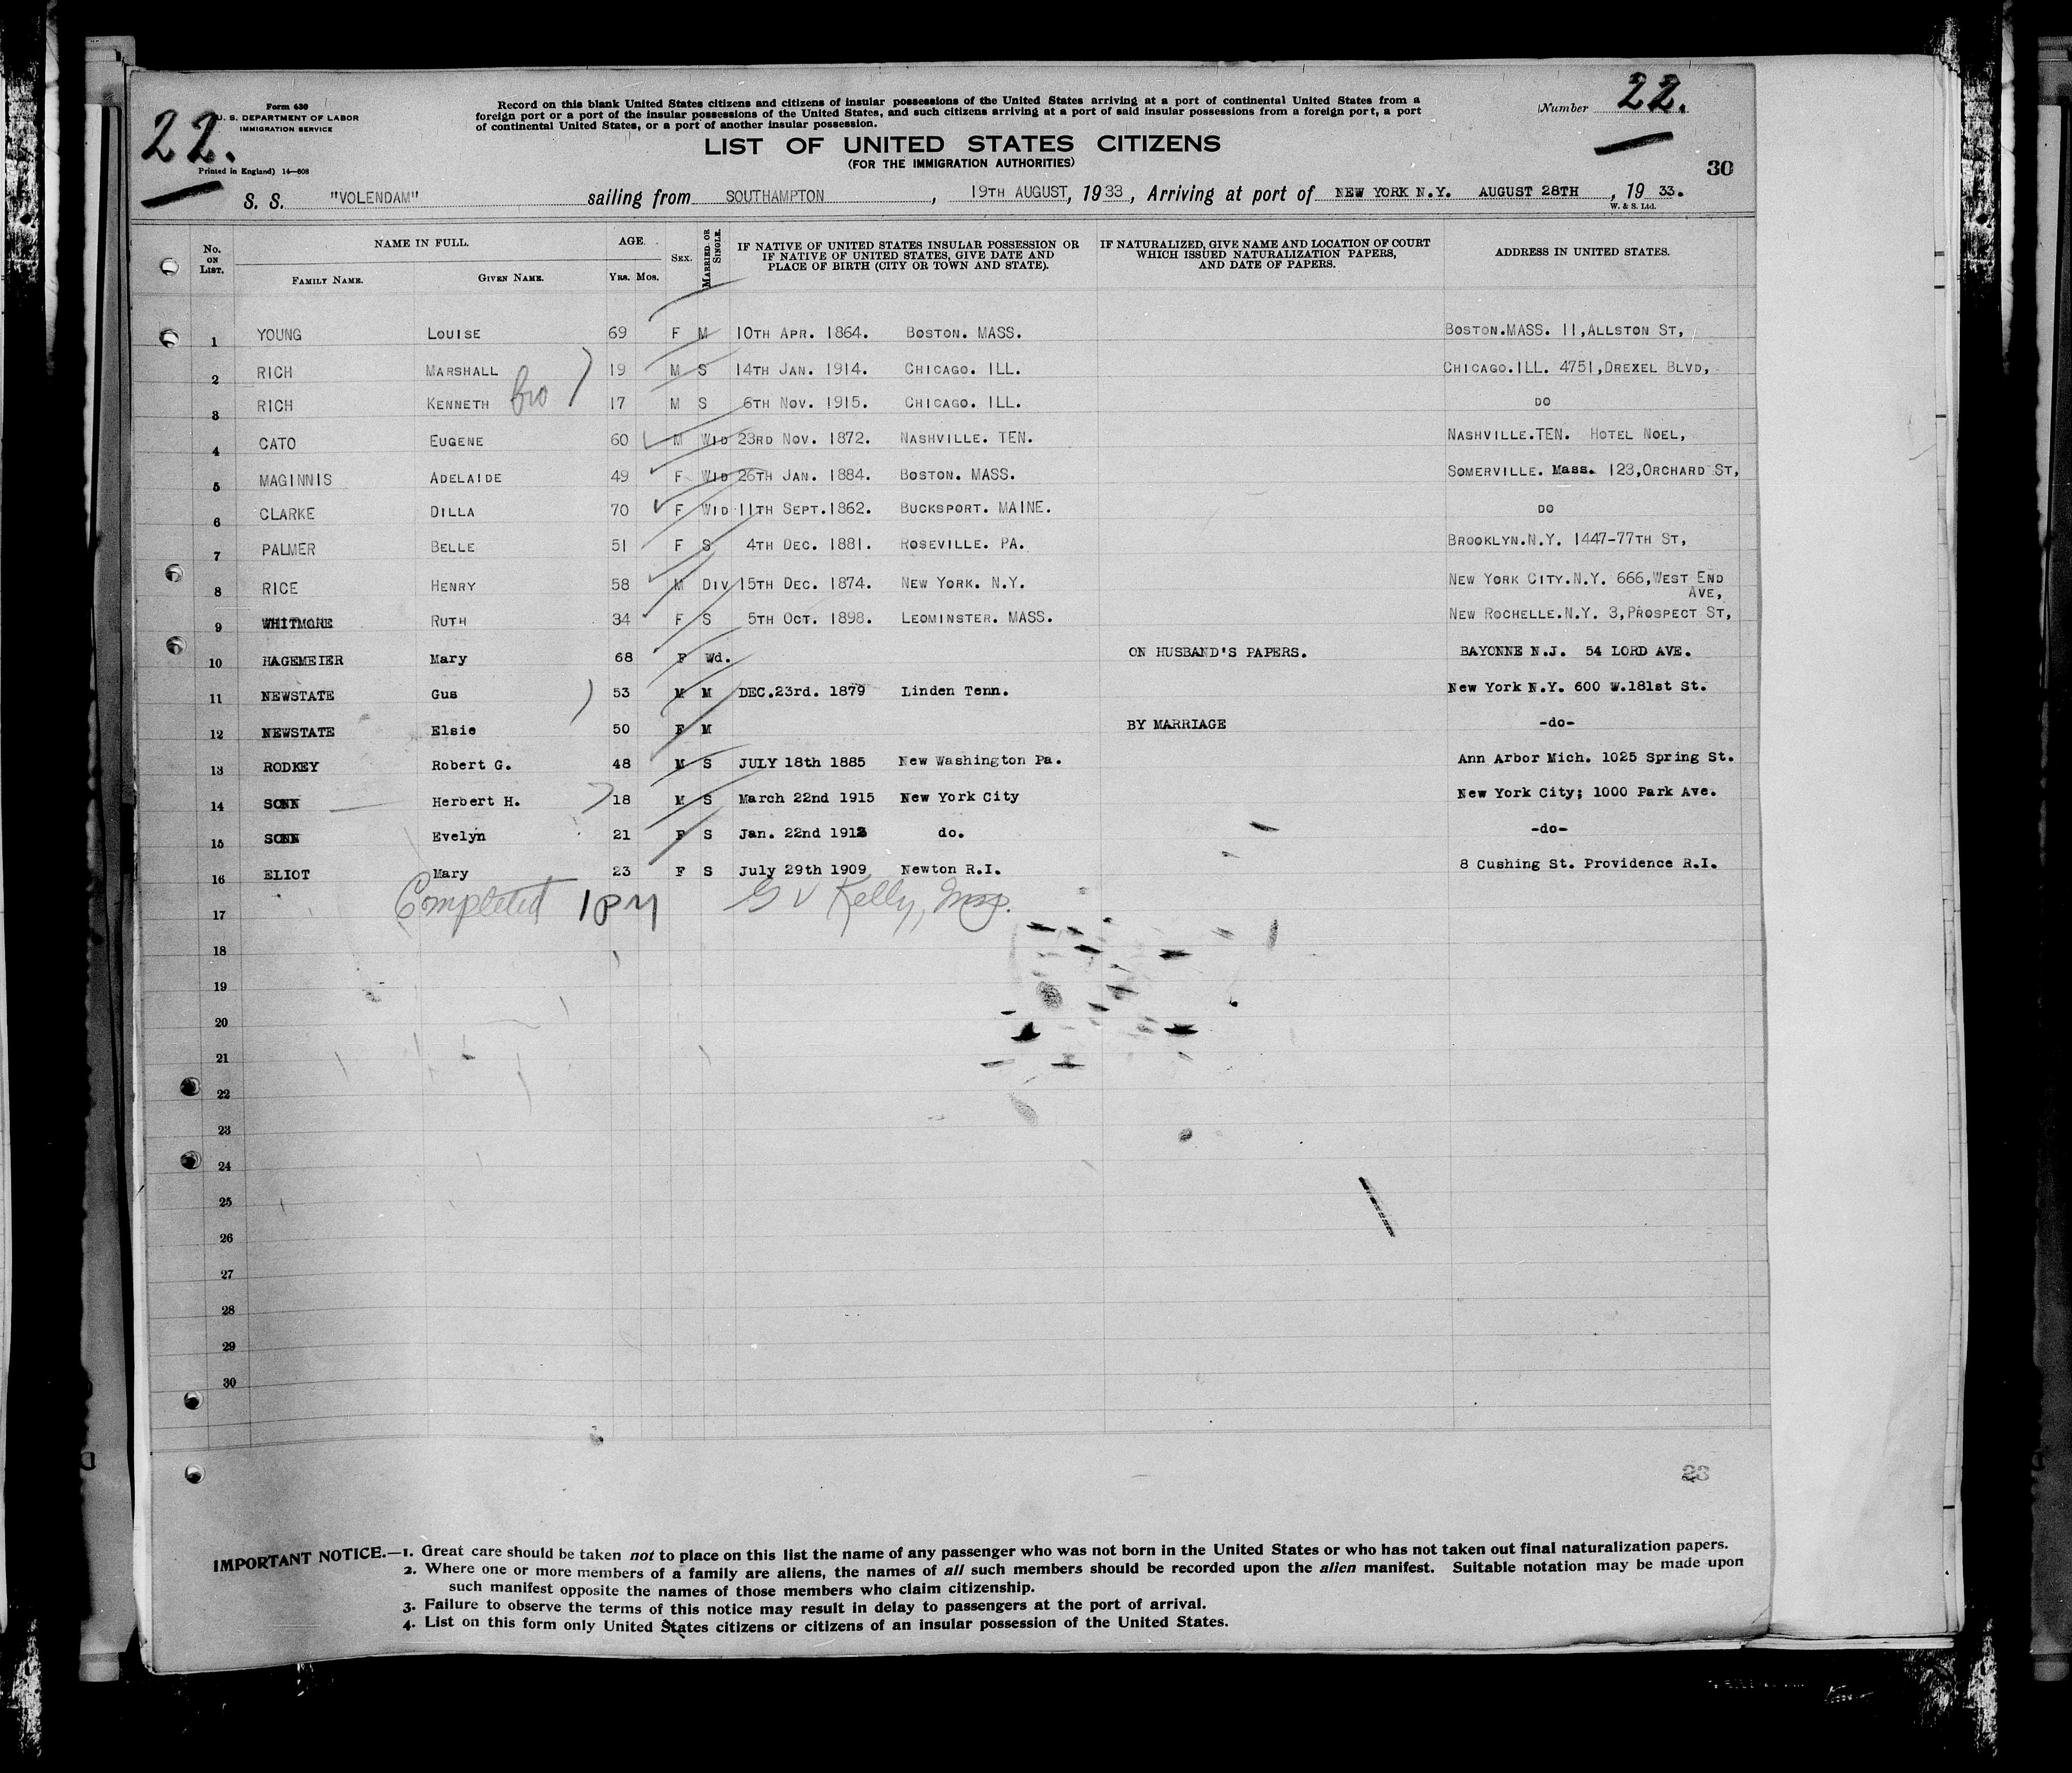 22.
Form 630
U. S. DEPARTMENT OF LABOR
IMMIGRATION SERVICE
Printed in England) 14—608
Record on this blank United States citizens and citizens of insular possessions of the United States arriving at a port of continental United States from a
foreign port or a port of the insular possessions of the United States, and such citizens arriving at a port of said insular possessions from a foreign port, a port
of continental United States, or a port of another insular possession.
Number 22.
LIST OF UNITED STATES CITIZENS
(FOR THE IMMIGRATION AUTHORITIES)
30
S. S. "VOLENDAM" sailing from SOUTHAMPTON , 19TH AUGUST, 1933, Arriving at port of NEW YORK N.Y. AUGUST 28TH , 19 33.
W. & S. Ltd.
No. ON LIST. NAME IN FULL. AGE. SEX. MARRIED OR SINGLE. IF NATIVE OF UNITED STATES INSULAR POSSESSION OR IF NATIVE OF UNITED STATES, GIVE DATE AND PLACE OF BIRTH (CITY OR TOWN AND STATE). IF NATURALIZED, GIVE NAME AND LOCATION OF COURT WHICH ISSUED NATURALIZATION PAPERS, AND DATE OF PAPERS. ADDRESS IN UNITED STATES.
FAMILY NAME. GIVEN NAME. YRS. MOS.
1 YOUNG LOUISE 69 F M 10TH APR. 1864. BOSTON. MASS. BOSTON.MASS. 11,ALLSTON ST,
2 RICH MARSHALL 19 M S 14TH JAN. 1914. CHICAGO. ILL. CHICAGO.ILL. 4751,DREXEL BLVD,
3 RICH KENNETH bro 17 M S 6TH NOV. 1915. CHICAGO. ILL. DO
4 CATO EUGENE 60 M WID 23RD NOV. 1872. NASHVILLE. TEN. NASHVILLE.TEN. HOTEL NOEL,
5 MAGINNIS ADELAIDE 49 F WID 26TH JAN. 1884. BOSTON. MASS. SOMERVILLE. Mass. 123,ORCHARD ST,
6 CLARKE DILLA 70 F WID 11TH SEPT.1862. BUCKSPORT. MAINE. DO
7 PALMER BELLE 51 F S 4TH DEC. 1881. ROSEVILLE. PA. BROOKLYN.N.Y. 1447-77TH ST,
8 RICE HENRY 58 M DIV 15TH DEC. 1874. NEW YORK. N.Y. NEW YORK CITY.N.Y. 666,WEST END
AVE,
9 WHITMORE RUTH 34 F S 5TH OCT. 1898. LEOMINSTER. MASS. NEW ROCHELLE.N.Y. 3,PROSPECT ST,
10 HAGEMEIER Mary 68 F Wd. ON HUSBAND'S PAPERS. BAYONNE N.J. 54 LORD AVE.
11 NEWSTATE Gus 53 M M DEC.23rd. 1879 Linden Tenn. New York N.Y. 600 W.181st St.
12 NEWSTATE Elsie 50 F M BY MARRIAGE -do-
13 RODKEY Robert G. 48 M S JULY 18th 1885 New Washington Pa. Ann Arbor Mich. 1025 Spring St.
14 SONN Herbert H. 18 M S March 22nd 1915 New York City New York City; 1000 Park Ave.
15 SONN Evelyn 21 F S Jan. 22nd 1912 do. -do-
16 ELIOT Mary 23 F S July 29th 1909 Newton R.I. 8 Cushing St. Providence R.I.
Completed 1PM G V Kelly, Insp.
17
18
19
20
21
22
23
24
25
26
27
28
29
30
23
IMPORTANT NOTICE.—1. Great care should be taken not to place on this list the name of any passenger who was not born in the United States or who has not taken out final naturalization papers.
2. Where one or more members of a family are aliens, the names of all such members should be recorded upon the alien manifest. Suitable notation may be made upon
such manifest opposite the names of those members who claim citizenship.
3. Failure to observe the terms of this notice may result in delay to passengers at the port of arrival.
4. List on this form only United States citizens or citizens of an insular possession of the United States.